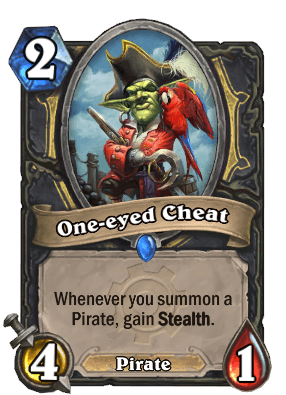 2
One-eyed Cheat
Whenever you summon a
Pirate, gain Stealth.
4
Pirate
1